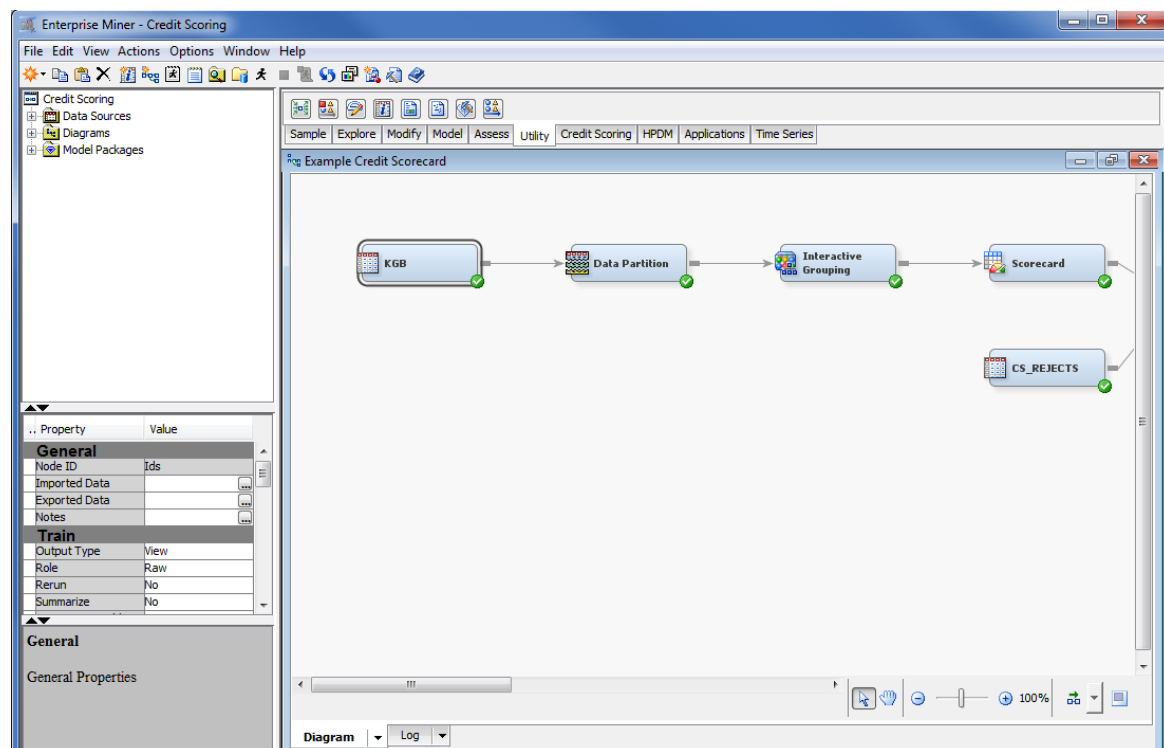 Enterprise Miner - Credit Scoring
File Edit View Actions Options Window Help
Credit Scoring
Data Sources
Diagrams
Model Packages
Sample Explore Modify Model Assess Utility Credit Scoring HPDM Applications Time Series
Example Credit Scorecard
KGB
Data Partition
Interactive
Grouping
Scorecard
CS_REJECTS
.. Property Value
General
Node ID Ids
Imported Data ...
Exported Data ...
Notes ...
Train
Output Type View
Role Raw
Rerun No
Summarize No
General
General Properties
100%
Diagram Log